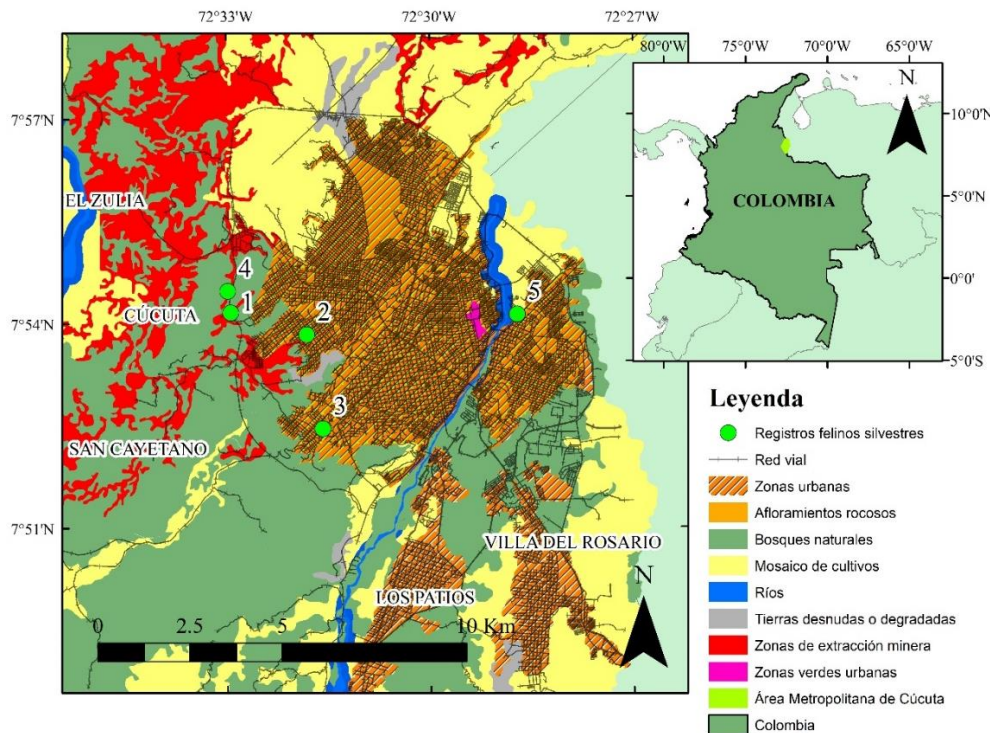 72°33'W
72°30'W
72°27'W
7°57'N
7°54'N
7°51'N
EL ZULIA
CÚCUTA
SAN CAYETANO
VILLA DEL ROSARIO
LOS PATIOS
4
1
2
3
5
N
0
2.5
5
10 Km
80°0'W
75°0'W
70°0'W
65°0'W
10°0'N
5°0'N
0°0'N
5°0'S
N
COLOMBIA
Leyenda
Registros felinos silvestres
Red vial
Zonas urbanas
Afloramientos rocosos
Bosques naturales
Mosaico de cultivos
Ríos
Tierras desnudas o degradadas
Zonas de extracción minera
Zonas verdes urbanas
Área Metropolitana de Cúcuta
Colombia